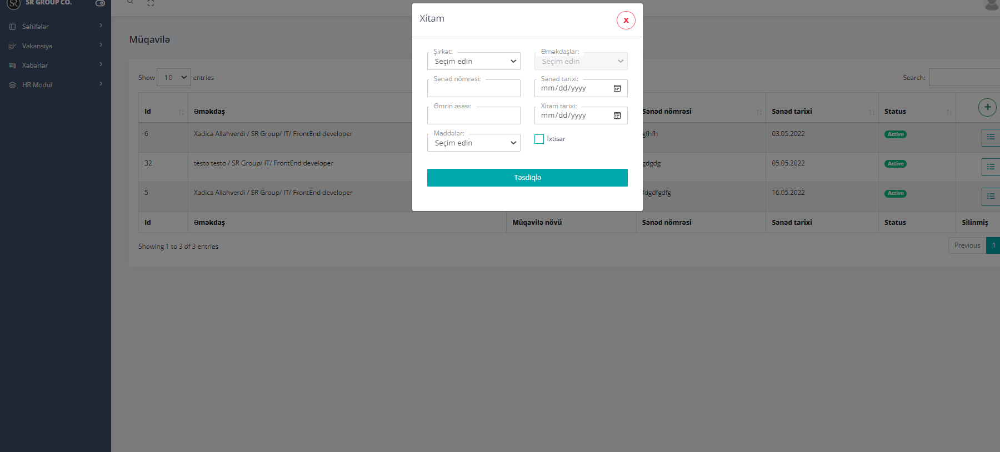 SR GROUP CO.
SR
Səhifələr
Vakansiya
Xəbərlər
HR Modul
Müqavilə
Show 10 entries
Search:
Id Əməkdaş Sənəd nömrəsi Sənəd tarixi Status +
6 Xadica Allahverdi / SR Group/ IT/ FrontEnd developer gfhfh 03.05.2022 Active
32 testo testo / SR Group/ IT/ FrontEnd developer gdgdg 05.05.2022 Active
5 Xadica Allahverdi / SR Group/ IT/ FrontEnd developer fdgdfgdfg 16.05.2022 Active
Id Əməkdaş Müqavilə növü Sənəd nömrəsi Sənəd tarixi Status Silinmiş
Showing 1 to 3 of 3 entries
Previous 1
Xitam
X
Şirkət: Əməkdaşlar:
Seçim edin Seçim edin
Sənəd nömrəsi: Sənəd tarixi:
mm/dd/yyyy
Əmrin əsası: Xitam tarixi:
mm/dd/yyyy
Maddələr:
Seçim edin İxtisar
Təsdiqlə